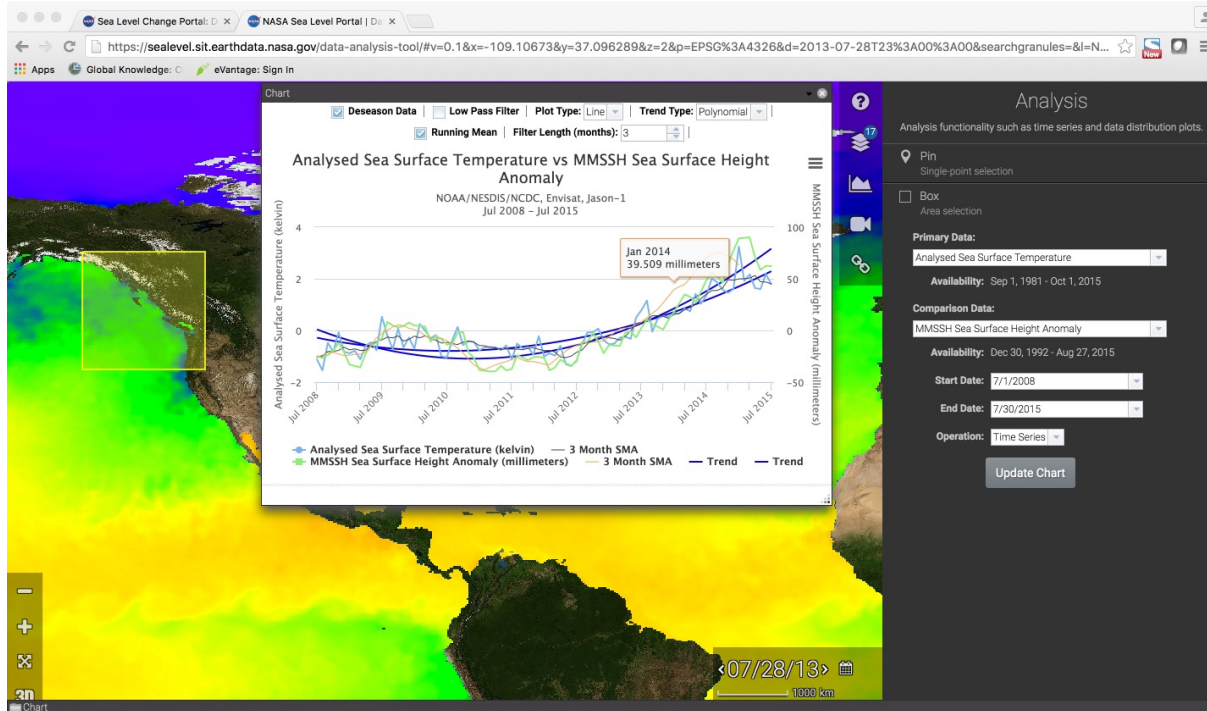 Sea Level Change Portal: D
NASA Sea Level Portal | Da
https://sealevel.sit.earthdata.nasa.gov/data-analysis-tool/#v=0.1&x=-109.10673&y=37.096289&z=2&p=EPSG%3A4326&d=2013-07-28T23%3A00%3A00&searchgranules=&l=N...
New
Apps
Global Knowledge: C
eVantage: Sign In
Chart
Deseason Data | Low Pass Filter | Plot Type: Line | Trend Type: Polynomial |
Running Mean | Filter Length (months): 3
Analysed Sea Surface Temperature vs MMSSH Sea Surface Height
Anomaly
NOAA/NESDIS/NCDC, Envisat, Jason-1
Jul 2008 – Jul 2015
Analysed Sea Surface Temperature (kelvin)
4
2
0
−2
100
50
0
−50
MMSSH Sea Surface Height Anomaly (millimeters)
Jan 2014
39.509 millimeters
Jul 2008
Jul 2009
Jul 2010
Jul 2011
Jul 2012
Jul 2013
Jul 2014
Jul 2015
Analysed Sea Surface Temperature (kelvin) 3 Month SMA
MMSSH Sea Surface Height Anomaly (millimeters) 3 Month SMA Trend Trend
?
17
Analysis
Analysis functionality such as time series and data distribution plots.
Pin
Single-point selection
Box
Area selection
Primary Data:
Analysed Sea Surface Temperature
Availability: Sep 1, 1981 - Oct 1, 2015
Comparison Data:
MMSSH Sea Surface Height Anomaly
Availability: Dec 30, 1992 - Aug 27, 2015
Start Date: 7/1/2008
End Date: 7/30/2015
Operation: Time Series
Update Chart
3D
07/28/13
1000 km
Chart